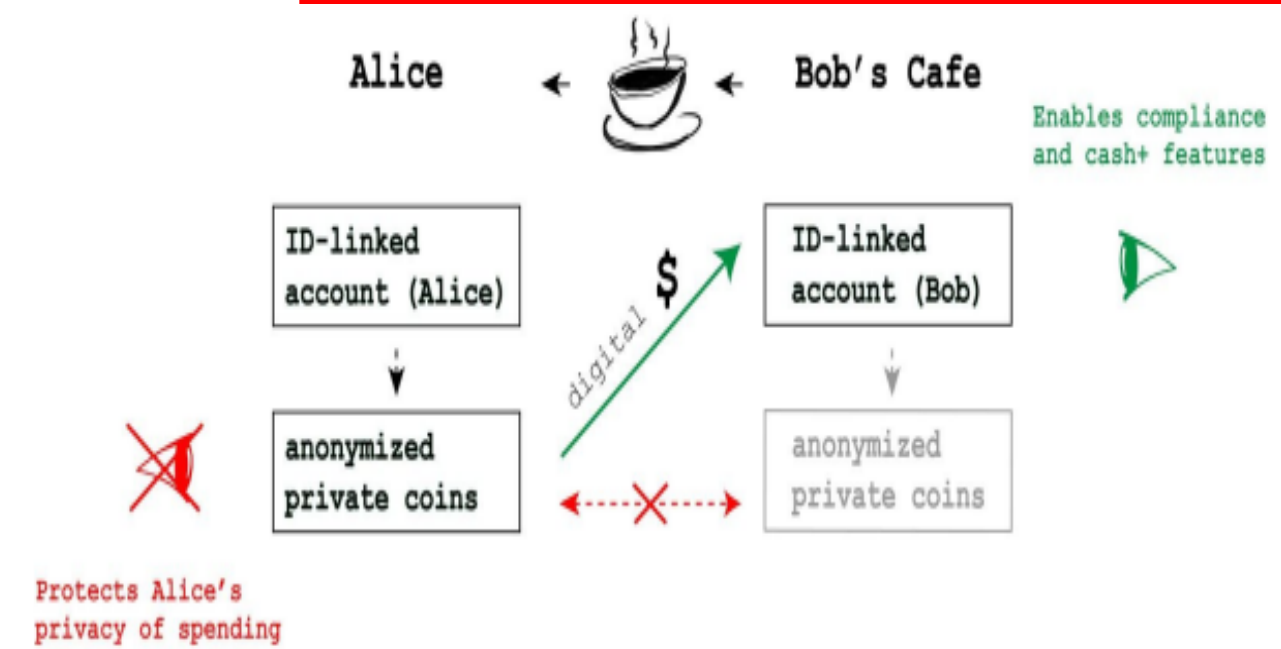 Alice
Bob's Cafe
Enables compliance
and cash+ features
ID-linked
account (Alice)
digital $
ID-linked
account (Bob)
anonymized
private coins
anonymized
private coins
Protects Alice's
privacy of spending